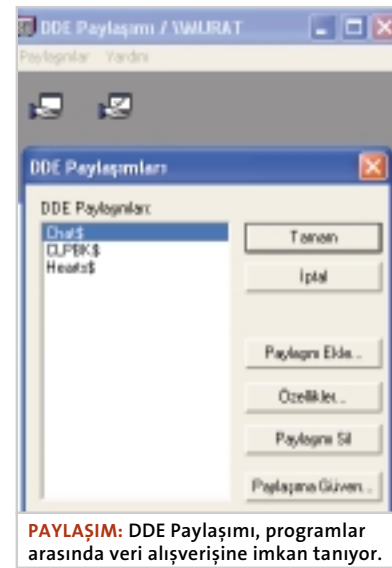 DDE Paylaşımı / \\MURAT
Paylaşımlar Yardım
DDE Paylaşımları
DDE Paylaşımları:
Chat$
CLPBK$
Hearts$
Tamam
İptal
Paylaşım Ekle...
Özellikler...
Paylaşımı Sil
Paylaşıma Güven...
PAYLAŞIM: DDE Paylaşımı, programlar
arasında veri alışverişine imkan tanıyor.